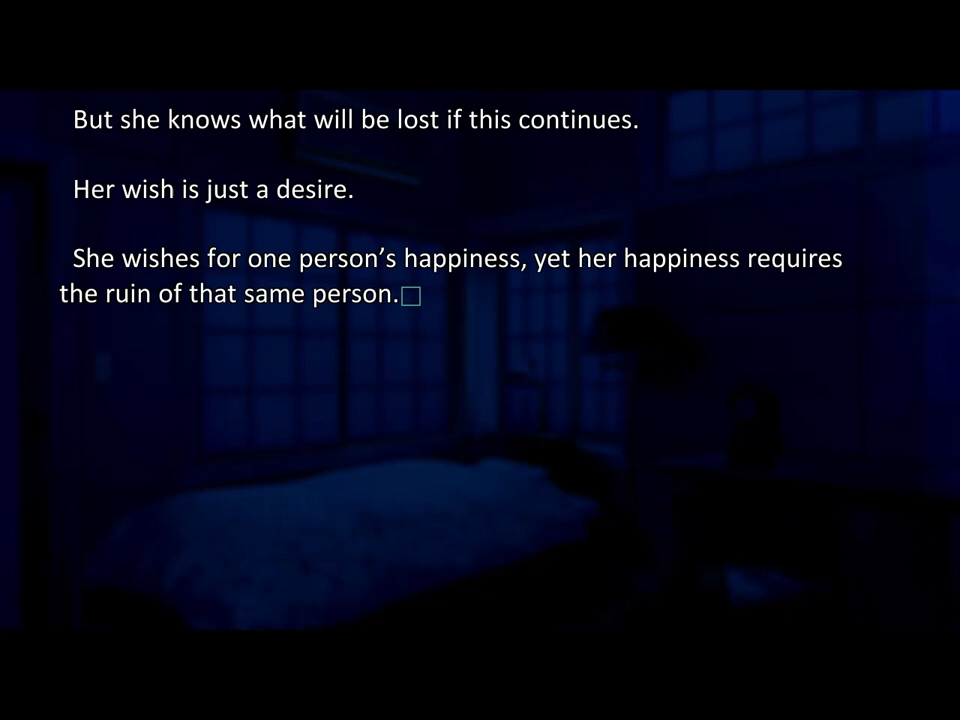 But she knows what will be lost if this continues.
Her wish is just a desire.
She wishes for one person’s happiness, yet her happiness requires
the ruin of that same person.